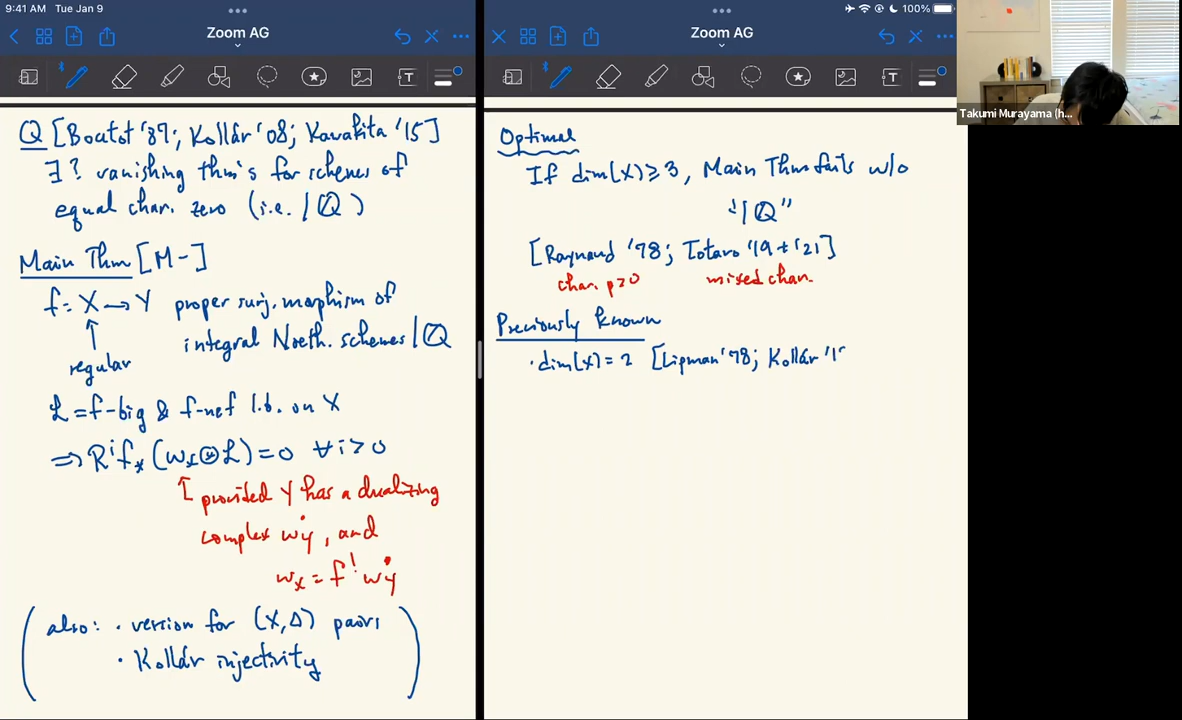 9:41 AM Tue Jan 9
Zoom AG
Q [Boutot '87; Kollár '08; Kawakita '15]
∃? vanishing thm's for schemes of
equal char. zero (i.e. /ℚ)
Main Thm [M-]
f: X → Y proper surj. morphism of
integral Noeth. schemes /ℚ
↑
regular
ℒ = f-big & f-nef l.b. on X
⇒ Rⁱf_*(ω_X⊗ℒ) = 0 ∀i>0
↑ provided Y has a dualizing
complex ω_Y^•, and
ω_X = f^! ω_Y^•
(also: · version for (X,Δ) pairs
· Kollár injectivity)
100%
Zoom AG
Optimal
If dim(X) ≥ 3, Main Thm fails w/o
"/ℚ"
[Raynaud '78; Totaro '19 + '21]
char. p>0 mixed char.
Previously known
· dim(X) = 2 [Lipman '78; Kollár '1
Takumi Murayama (h...